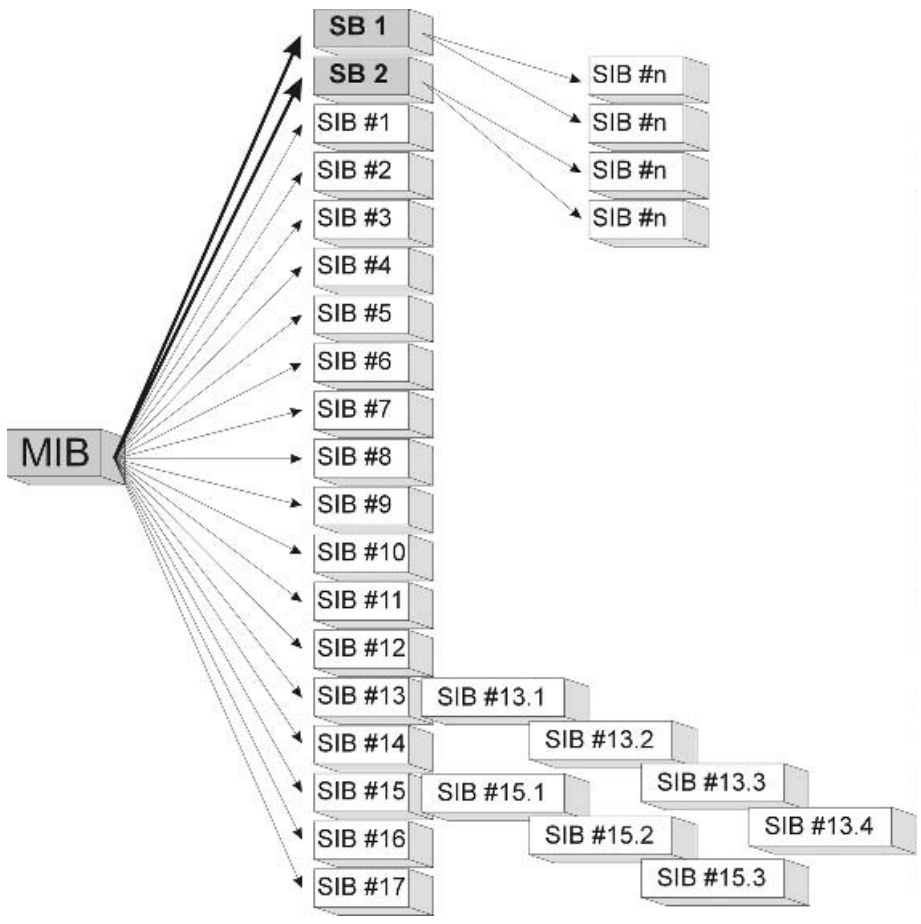 SB 1
SB 2
SIB #n
SIB #n
SIB #n
SIB #n
SIB #1
SIB #2
SIB #3
SIB #4
SIB #5
SIB #6
SIB #7
MIB
SIB #8
SIB #9
SIB #10
SIB #11
SIB #12
SIB #13
SIB #13.1
SIB #13.2
SIB #13.3
SIB #13.4
SIB #14
SIB #15
SIB #15.1
SIB #15.2
SIB #15.3
SIB #16
SIB #17